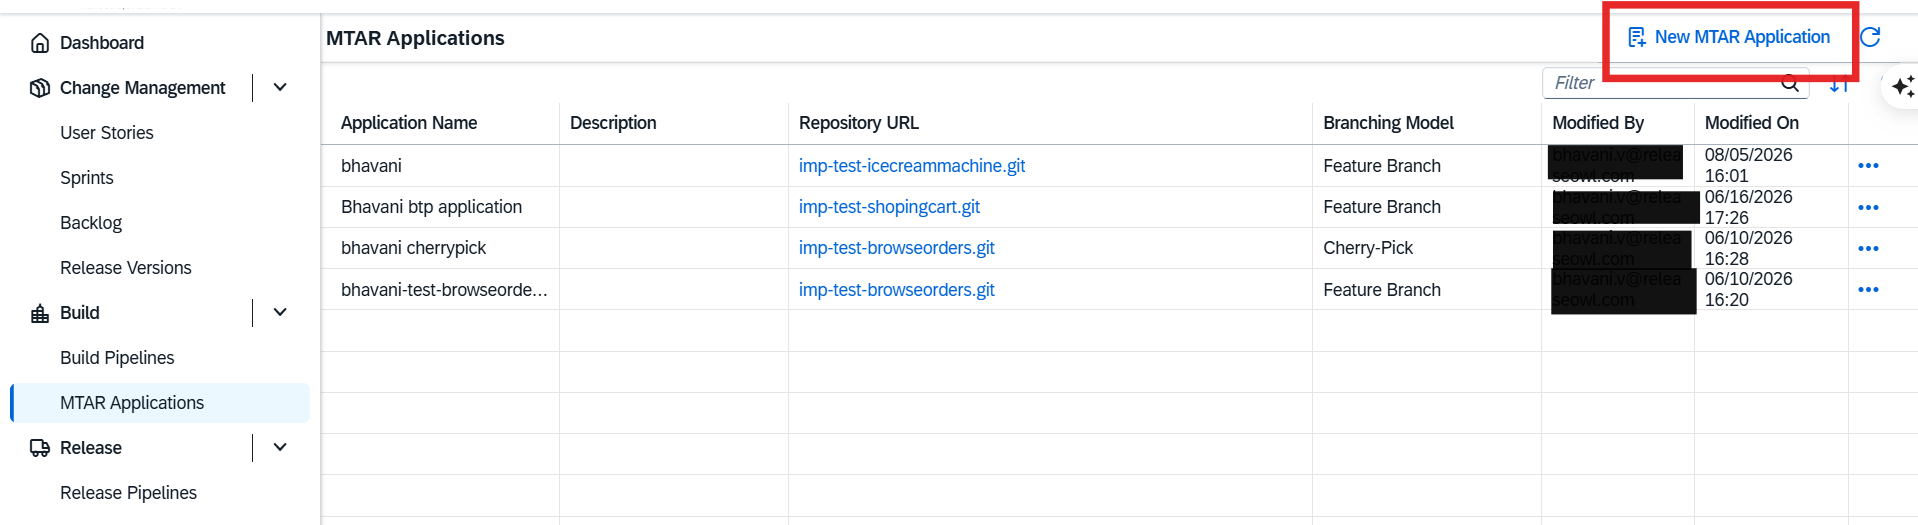 Dashboard
Change Management
User Stories
Sprints
Backlog
Release Versions
Build
Build Pipelines
MTAR Applications
Release
Release Pipelines
MTAR Applications
New MTAR Application
Filter
Application Name Description Repository URL Branching Model Modified By Modified On
bhavani imp-test-icecreammachine.git Feature Branch 08/05/2026
16:01
Bhavani btp application imp-test-shopingcart.git Feature Branch 06/16/2026
17:26
bhavani cherrypick imp-test-browseorders.git Cherry-Pick 06/10/2026
16:28
bhavani-test-browseorde... imp-test-browseorders.git Feature Branch 06/10/2026
16:20